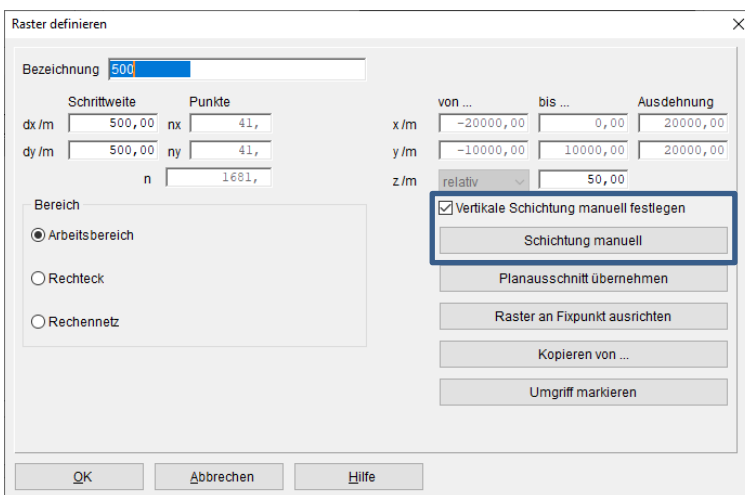 Raster definieren
Bezeichnung 500
Schrittweite Punkte von ... bis ... Ausdehnung
dx /m 500,00 nx 41, x /m -20000,00 0,00 20000,00
dy /m 500,00 ny 41, y /m -10000,00 10000,00 20000,00
n 1681, z /m relativ 50,00
Bereich
Vertikale Schichtung manuell festlegen
Arbeitsbereich
Schichtung manuell
Rechteck
Planausschnitt übernehmen
Rechennetz
Raster an Fixpunkt ausrichten
Kopieren von ...
Umgriff markieren
OK Abbrechen Hilfe